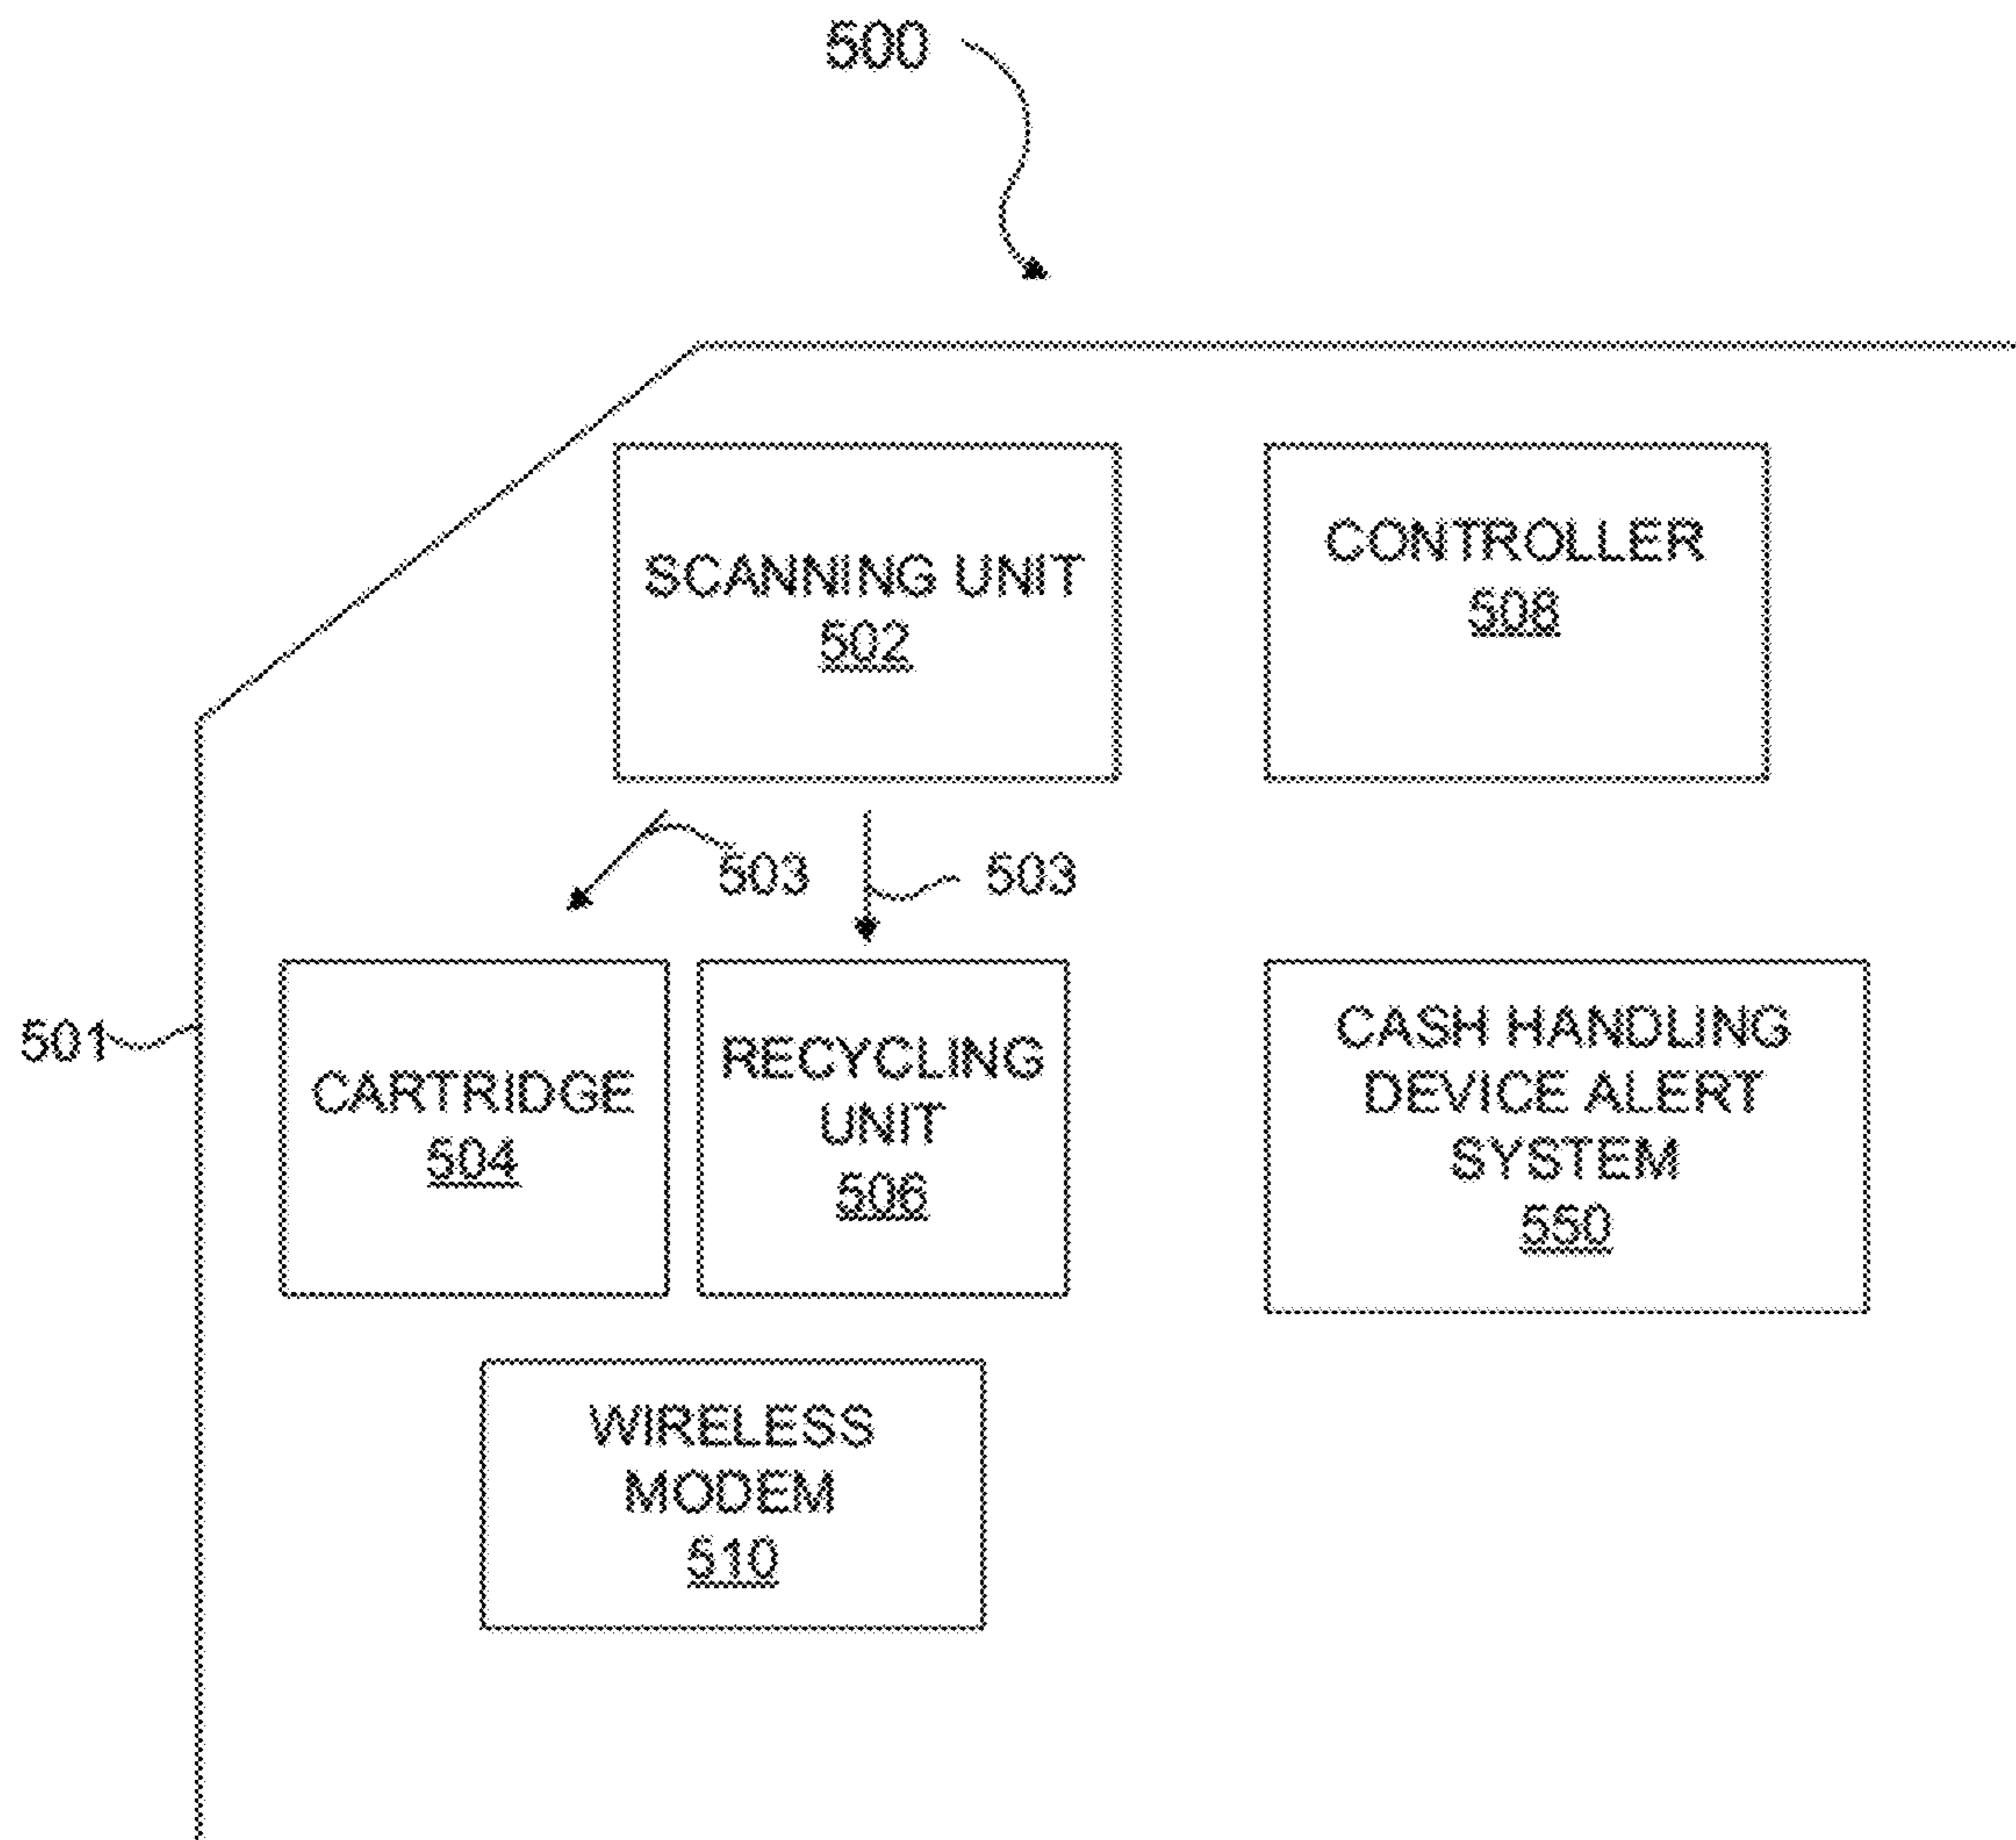 500
SCANNING UNIT
502
CONTROLLER
508
503
503
501
CARTRIDGE
504
RECYCLING
UNIT
506
CASH HANDLING
DEVICE ALERT
SYSTEM
550
WIRELESS
MODEM
510